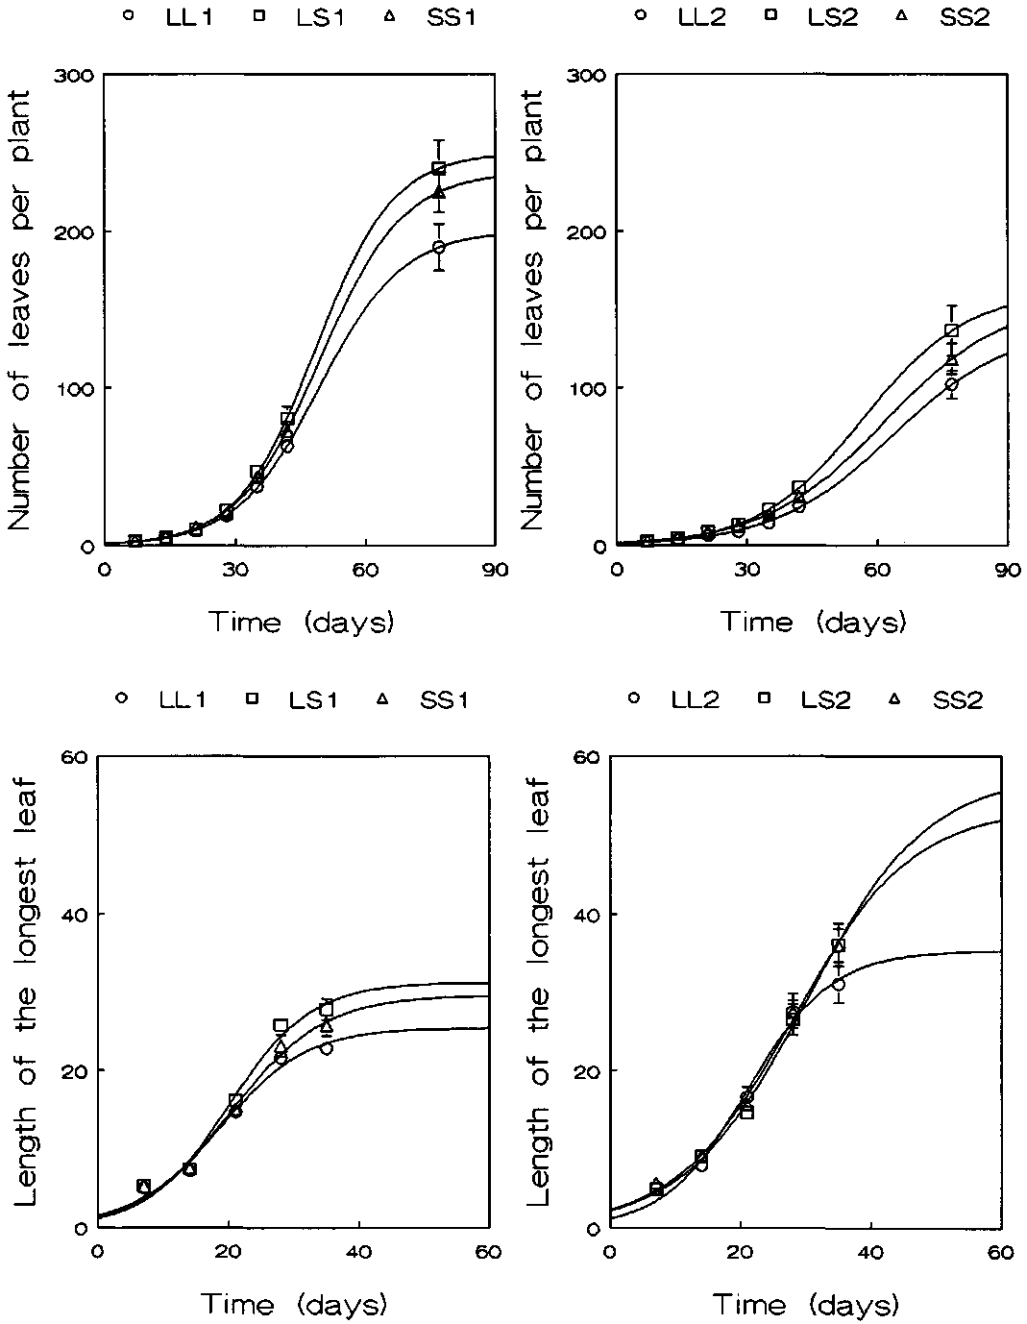 LL1 LS1 SS1
Number of leaves per plant
300
200
100
0
0 30 60 90
Time (days)
LL2 LS2 SS2
Number of leaves per plant
300
200
100
0
0 30 60 90
Time (days)
LL1 LS1 SS1
Length of the longest leaf
60
40
20
0
0 20 40 60
Time (days)
LL2 LS2 SS2
Length of the longest leaf
60
40
20
0
0 20 40 60
Time (days)